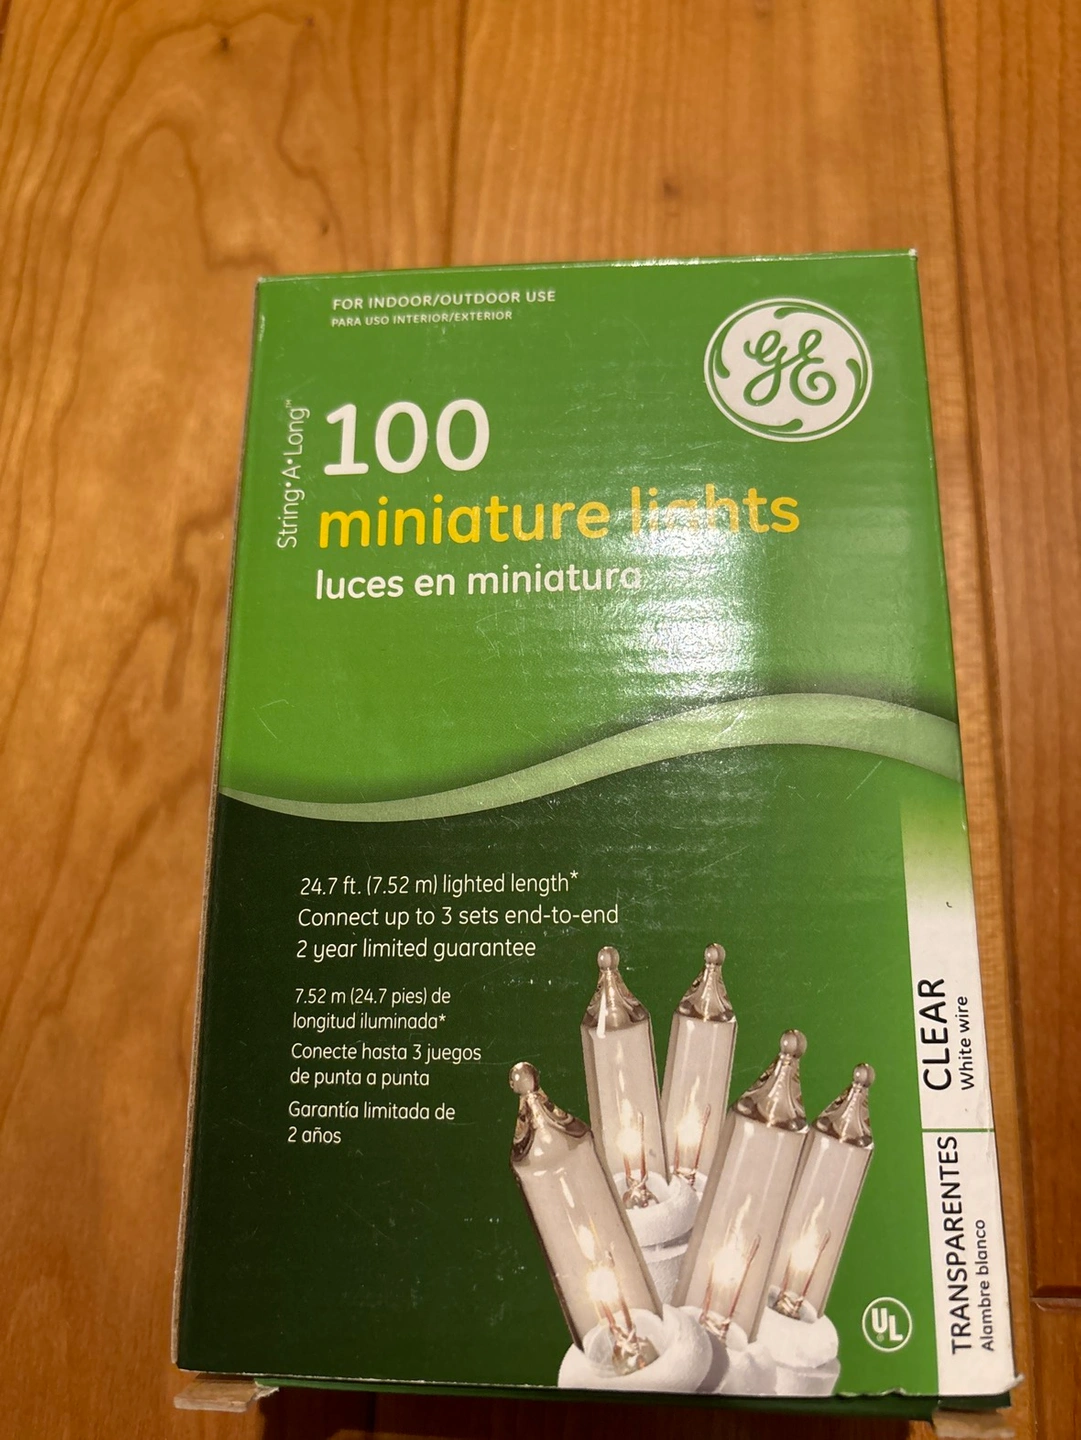 FOR INDOOR/OUTDOOR USE
PARA USO INTERIOR/EXTERIOR
GE
String•A•Long™
100
miniature lights
luces en miniatura
24.7 ft. (7.52 m) lighted length*
Connect up to 3 sets end-to-end
2 year limited guarantee
7.52 m (24.7 pies) de
longitud iluminada*
Conecte hasta 3 juegos
de punta a punta
Garantía limitada de
2 años
CLEAR
White wire
TRANSPARENTES
Alambre blanco
UL